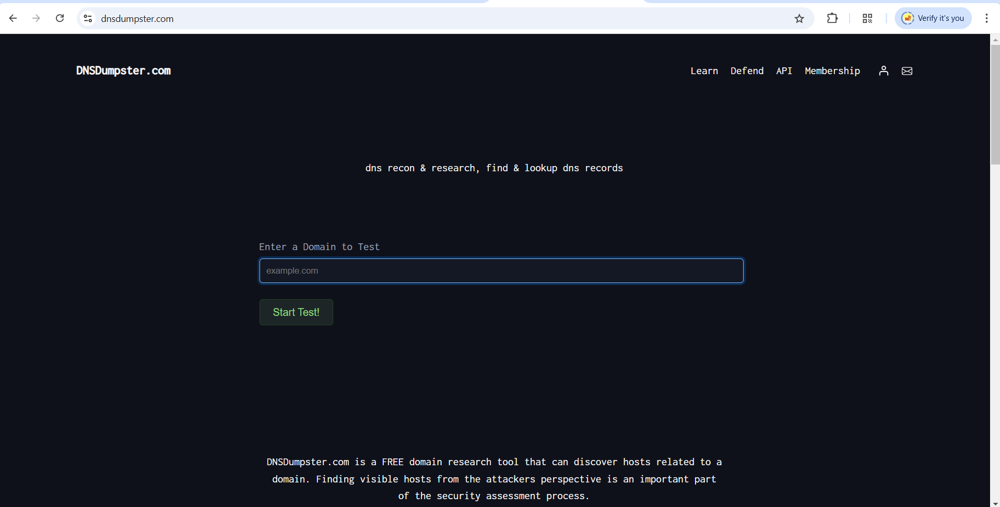 dnsdumpster.com
Verify it's you
DNSDumpster.com
Learn Defend API Membership
dns recon & research, find & lookup dns records
Enter a Domain to Test
example.com
Start Test!
DNSDumpster.com is a FREE domain research tool that can discover hosts related to a
domain. Finding visible hosts from the attackers perspective is an important part
of the security assessment process.